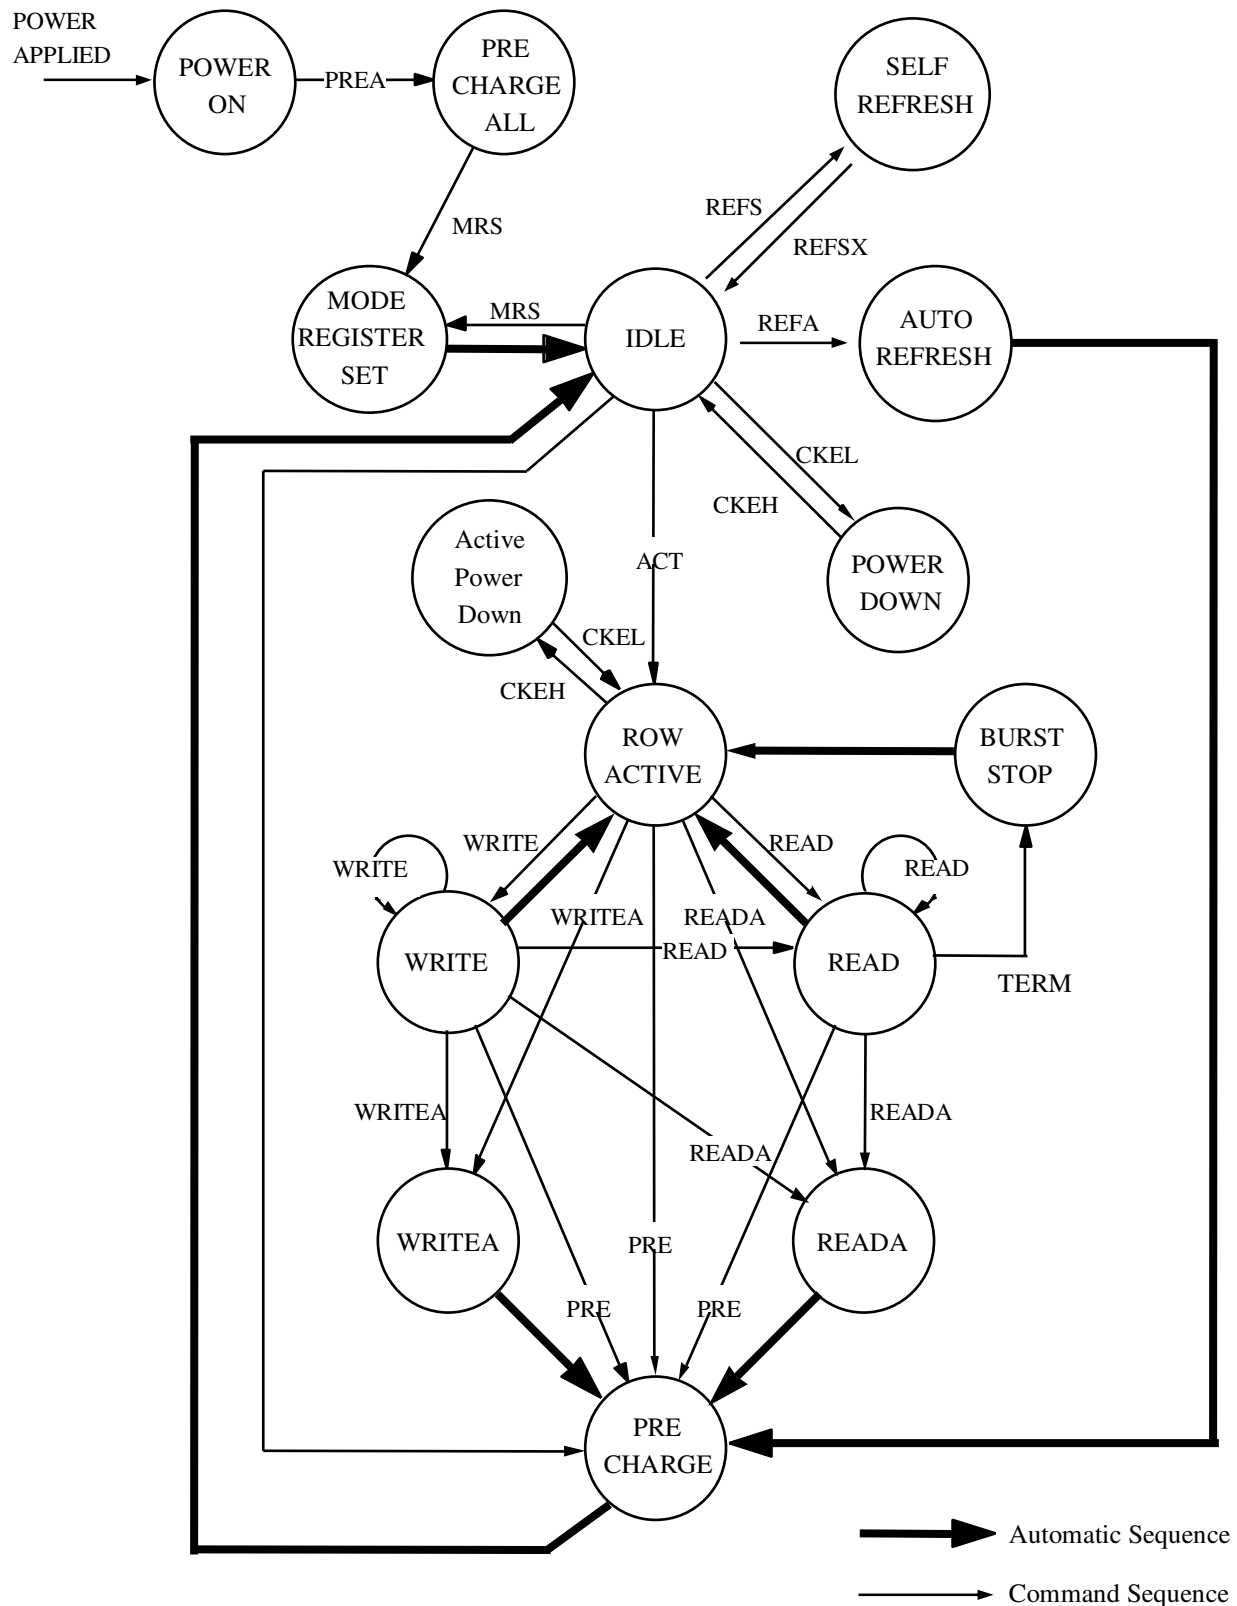 POWER
APPLIED
POWER
ON
PREA
PRE
CHARGE
ALL
SELF
REFRESH
MRS
REFS
REFSX
MODE
REGISTER
SET
MRS
IDLE
REFA
AUTO
REFRESH
CKEL
CKEH
Active
Power
Down
ACT
POWER
DOWN
CKEL
CKEH
ROW
ACTIVE
BURST
STOP
WRITE
WRITE
READ
READ
WRITEA
READA
WRITE
READ
READ
TERM
WRITEA
READA
READA
WRITEA
READA
PRE
PRE
PRE
PRE
CHARGE
Automatic Sequence
Command Sequence